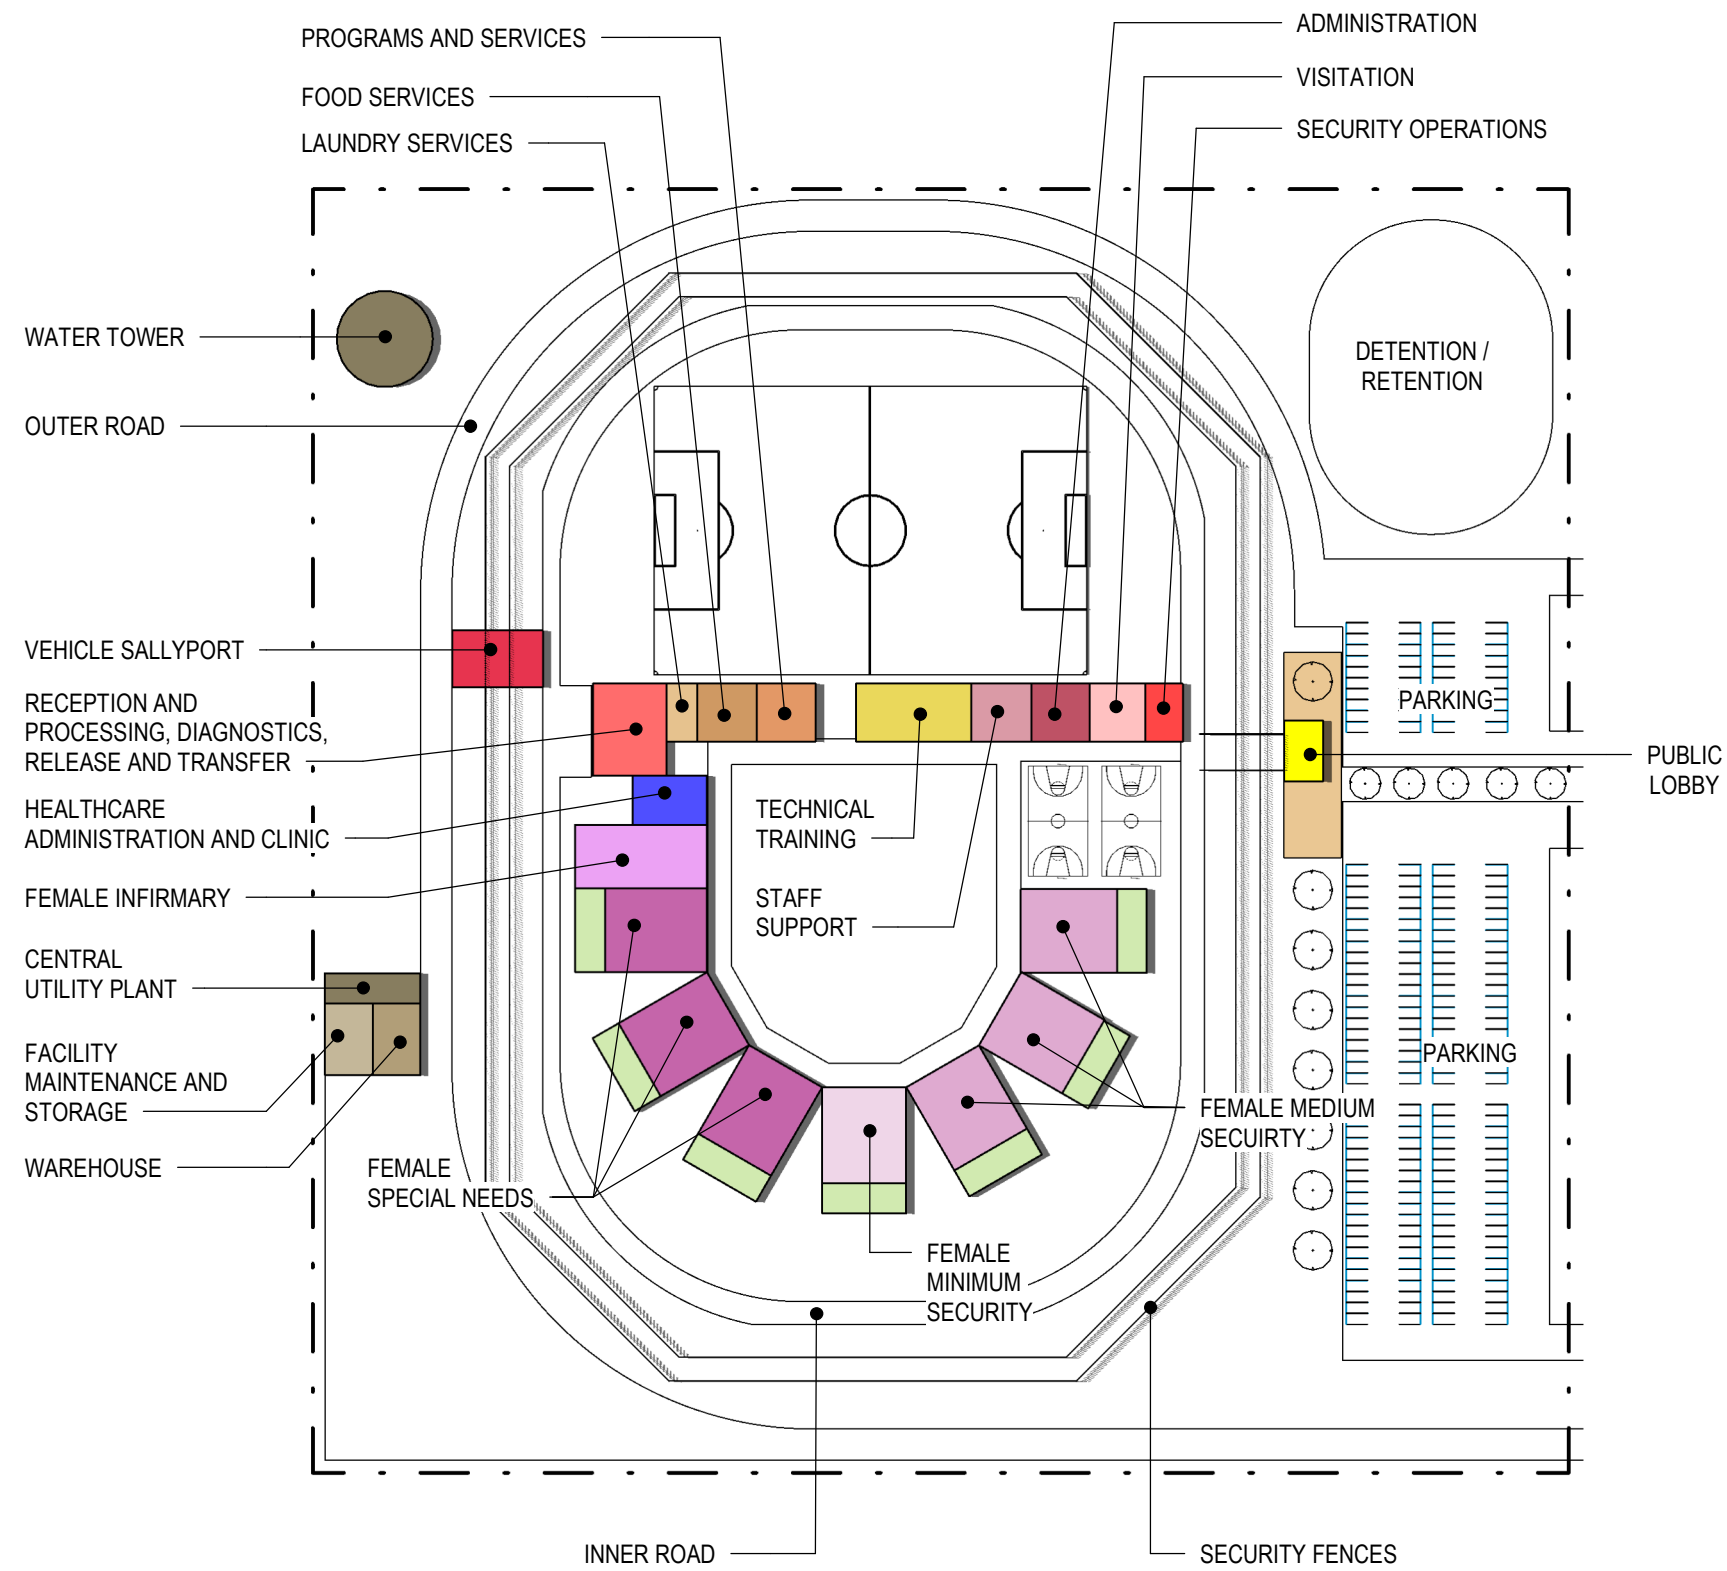 PROGRAMS AND SERVICES
FOOD SERVICES
LAUNDRY SERVICES
ADMINISTRATION
VISITATION
SECURITY OPERATIONS
WATER TOWER
OUTER ROAD
DETENTION /
RETENTION
VEHICLE SALLYPORT
RECEPTION AND
PROCESSING, DIAGNOSTICS,
RELEASE AND TRANSFER
HEALTHCARE
ADMINISTRATION AND CLINIC
FEMALE INFIRMARY
CENTRAL
UTILITY PLANT
FACILITY
MAINTENANCE AND
STORAGE
WAREHOUSE
TECHNICAL
TRAINING
STAFF
SUPPORT
PARKING
PUBLIC
LOBBY
PARKING
FEMALE MEDIUM
SECUIRTY
FEMALE
SPECIAL NEEDS
FEMALE
MINIMUM
SECURITY
INNER ROAD
SECURITY FENCES